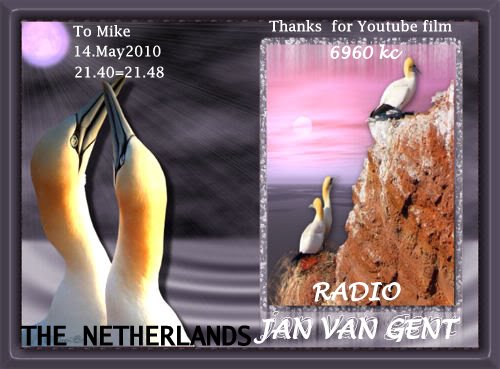 To Mike
14.May2010
21.40=21.48
Thanks for Youtube film
6960 kc
RADIO
THE NETHERLANDS
JAN VAN GENT